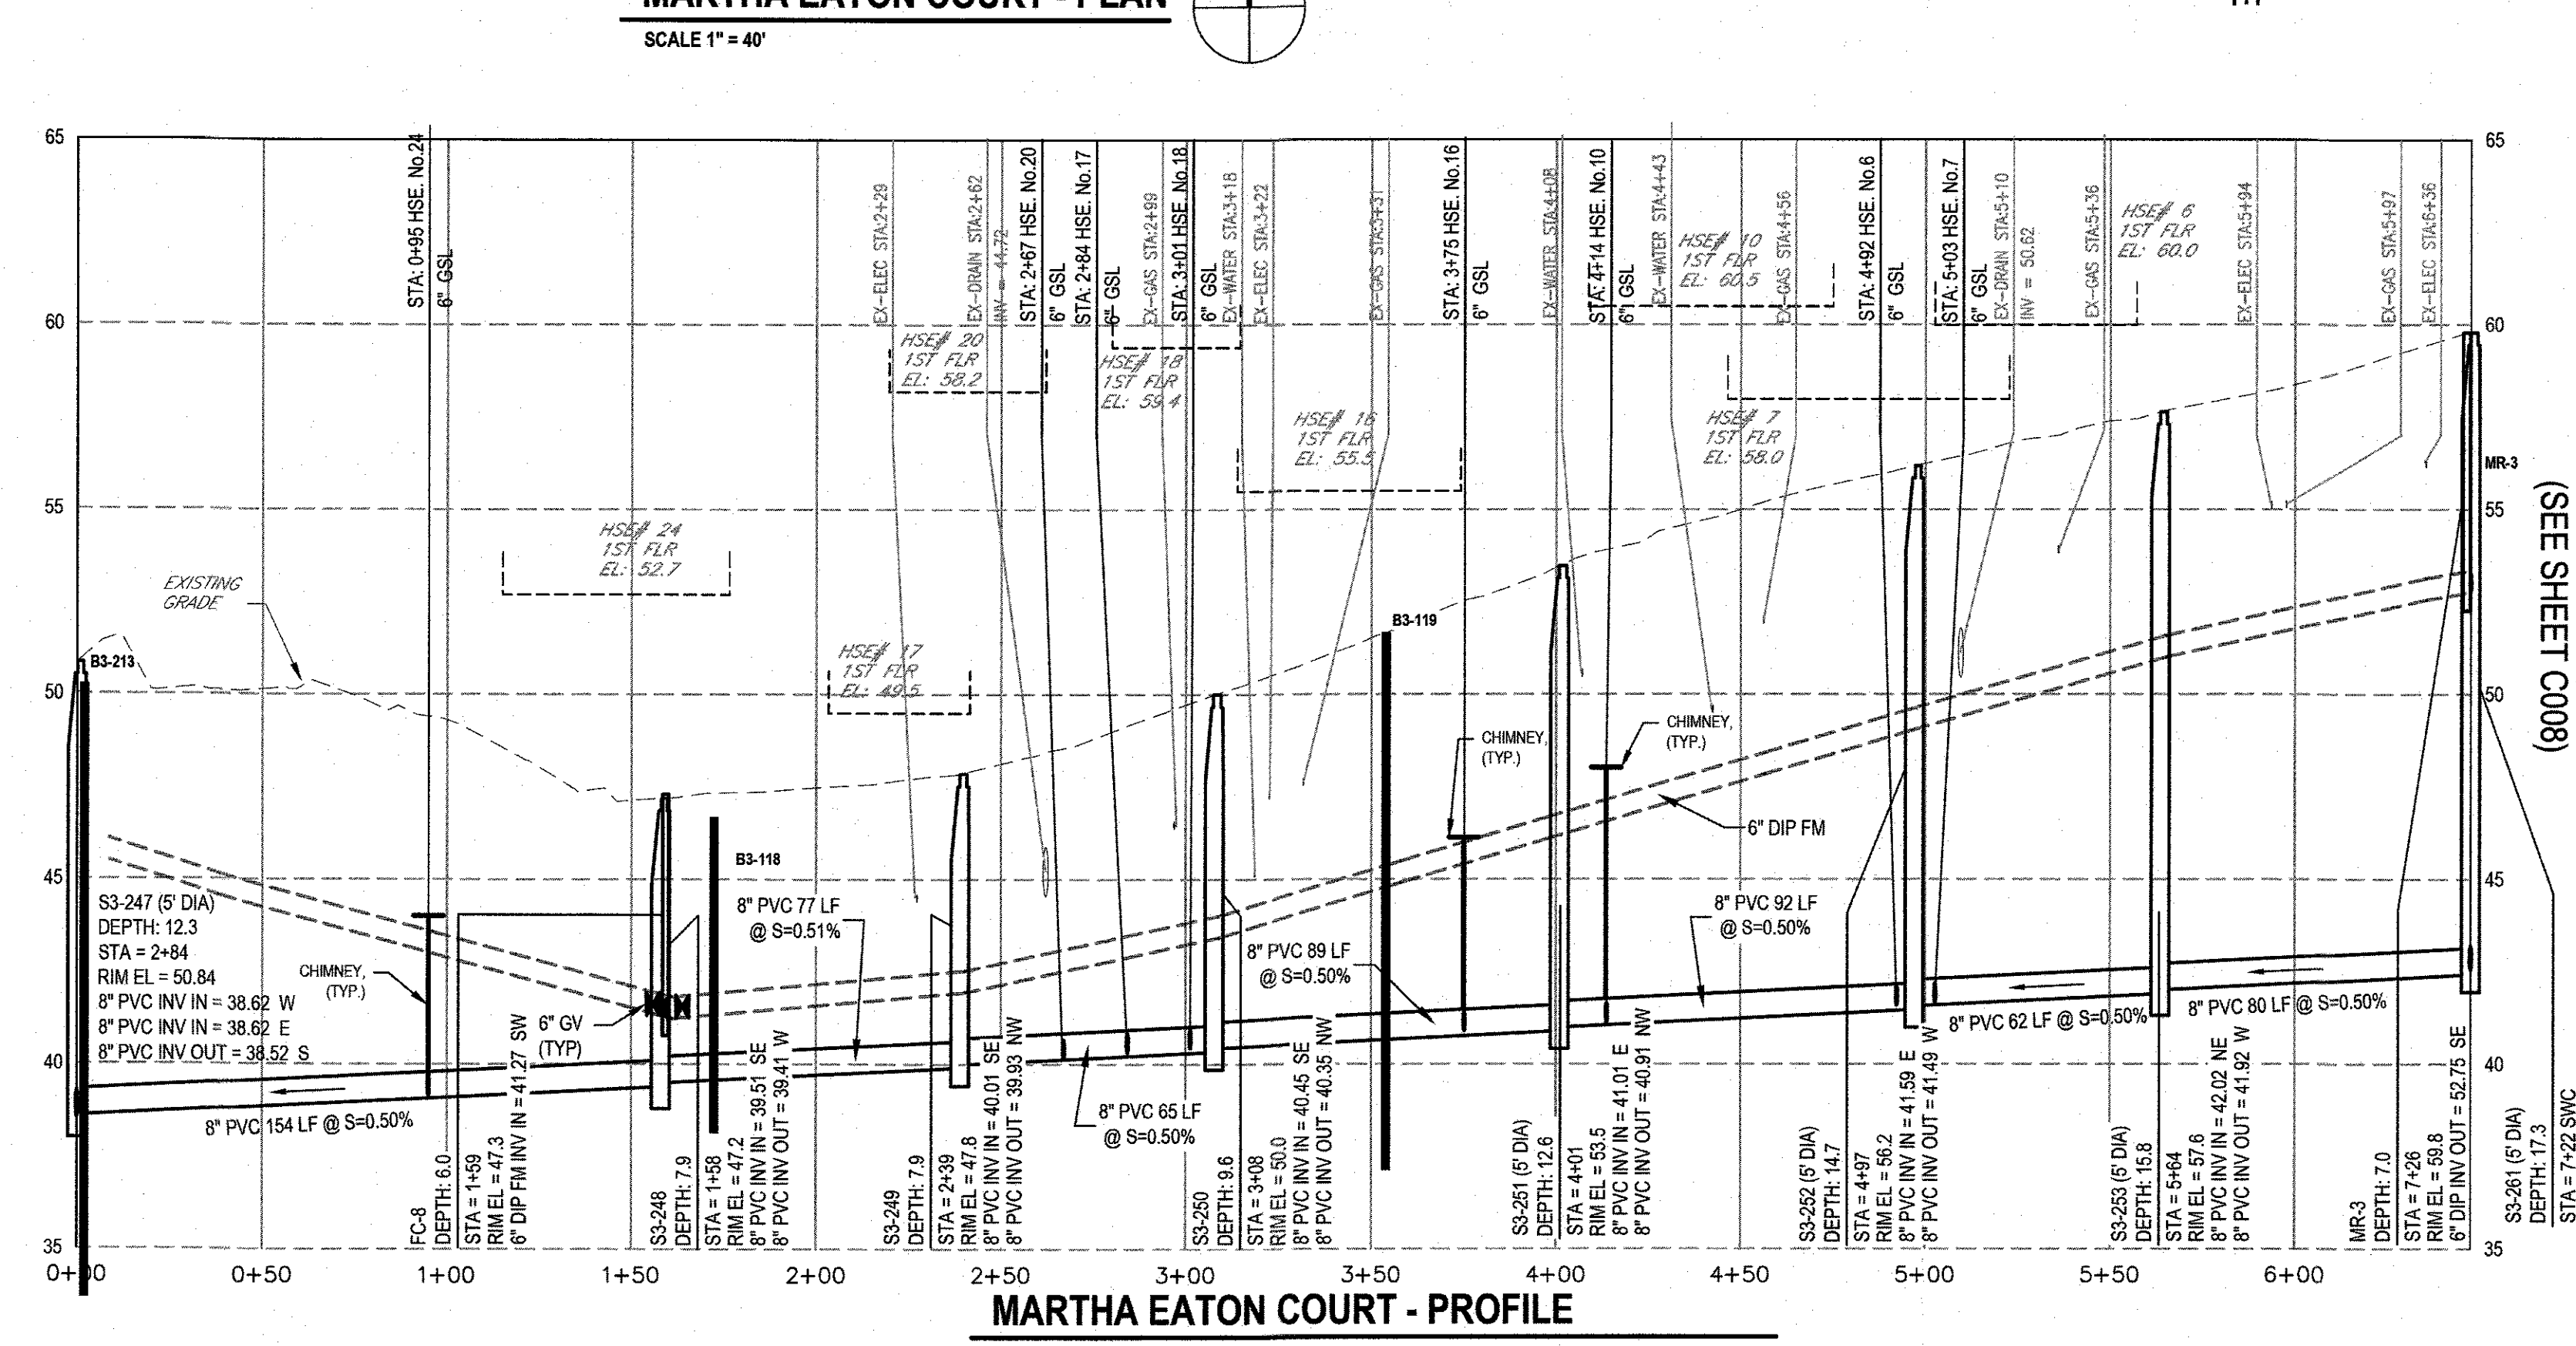 MARTHA EATON COURT - PLAN
SCALE 1" = 40'
65
60
55
50
45
40
35
65
60
55
50
45
40
35
STA: 0+95 HSE. No.24
6" GSL
EX-ELEC STA:2+29
EX-DRAIN STA:2+62
INV = 44.72
STA: 2+67 HSE. No.20
6" GSL
STA: 2+84 HSE. No.17
6" GSL
EX-GAS STA:2+99
STA: 3+01 HSE. No.18
6" GSL
EX-WATER STA:3+18
EX-ELEC STA:3+22
EX-GAS STA:3+31
STA: 3+75 HSE. No.16
6" GSL
EX-WATER STA:4+08
STA: 4+14 HSE. No.10
6" GSL
EX-WATER STA:4+43
HSE# 10
1ST FLR
EL: 60.5
EX-GAS STA:4+56
STA: 4+92 HSE. No.6
6" GSL
STA: 5+03 HSE. No.7
6" GSL
EX-DRAIN STA:5+10
INV = 50.62
EX-GAS STA:5+36
HSE# 6
1ST FLR
EL: 60.0
EX-ELEC STA:5+94
EX-GAS STA:5+97
EX-ELEC STA:6+36
HSE# 20
1ST FLR
EL: 58.2
HSE# 18
1ST FLR
EL: 59.4
HSE# 16
1ST FLR
EL: 55.5
HSE# 7
1ST FLR
EL: 58.0
MR-3
(SEE SHEET C008)
HSE# 24
1ST FLR
EL: 52.7
EXISTING
GRADE
HSE# 17
1ST FLR
EL: 49.5
B3-213
B3-119
CHIMNEY,
(TYP.)
CHIMNEY,
(TYP.)
6" DIP FM
B3-118
S3-247 (5' DIA)
DEPTH: 12.3
STA = 2+84
RIM EL = 50.84
8" PVC INV IN = 38.62 W
8" PVC INV IN = 38.62 E
8" PVC INV OUT = 38.52 S
CHIMNEY,
(TYP.)
6" GV
(TYP)
8" PVC 77 LF
@ S=0.51%
8" PVC 89 LF
@ S=0.50%
8" PVC 92 LF
@ S=0.50%
8" PVC 154 LF @ S=0.50%
8" PVC 65 LF
@ S=0.50%
8" PVC 62 LF @ S=0.50%
8" PVC 80 LF @ S=0.50%
FC-8
DEPTH: 6.0
STA = 1+59
RIM EL = 47.3
6" DIP FM INV IN = 41.27 SW
S3-248
DEPTH: 7.9
STA = 1+58
RIM EL = 47.2
8" PVC INV IN = 39.51 SE
8" PVC INV OUT = 39.41 W
S3-249
DEPTH: 7.9
STA = 2+39
RIM EL = 47.8
8" PVC INV IN = 40.01 SE
8" PVC INV OUT = 39.93 NW
S3-250
DEPTH: 9.6
STA = 3+08
RIM EL = 50.0
8" PVC INV IN = 40.45 SE
8" PVC INV OUT = 40.35 NW
S3-251 (5' DIA)
DEPTH: 12.6
STA = 4+01
RIM EL = 53.5
8" PVC INV IN = 41.01 E
8" PVC INV OUT = 40.91 NW
S3-252 (5' DIA)
DEPTH: 14.7
STA = 4+97
RIM EL = 56.2
8" PVC INV IN = 41.59 E
8" PVC INV OUT = 41.49 W
S3-253 (5' DIA)
DEPTH: 15.8
STA = 5+64
RIM EL = 57.6
8" PVC INV IN = 42.02 NE
8" PVC INV OUT = 41.92 W
MR-3
DEPTH: 7.0
STA = 7+26
RIM EL = 59.8
6" DIP INV OUT = 52.75 SE
S3-261 (5' DIA)
DEPTH: 17.3
STA = 7+22 SWC
0+00
0+50
1+00
1+50
2+00
2+50
3+00
3+50
4+00
4+50
5+00
5+50
6+00
MARTHA EATON COURT - PROFILE